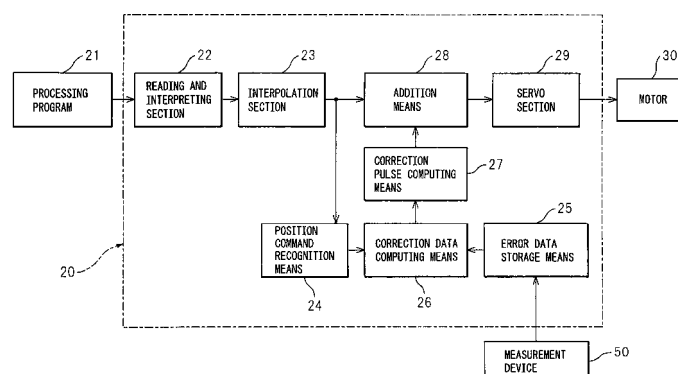 21
22
23
28
29
30
PROCESSING
PROGRAM
READING AND
INTERPRETING
SECTION
INTERPOLATION
SECTION
ADDITION
MEANS
SERVO
SECTION
MOTOR
CORRECTION
PULSE COMPUTING
MEANS
27
25
POSITION
COMMAND
RECOGNITION
MEANS
CORRECTION DATA
COMPUTING MEANS
ERROR DATA
STORAGE MEANS
20
24
26
MEASUREMENT
DEVICE
50